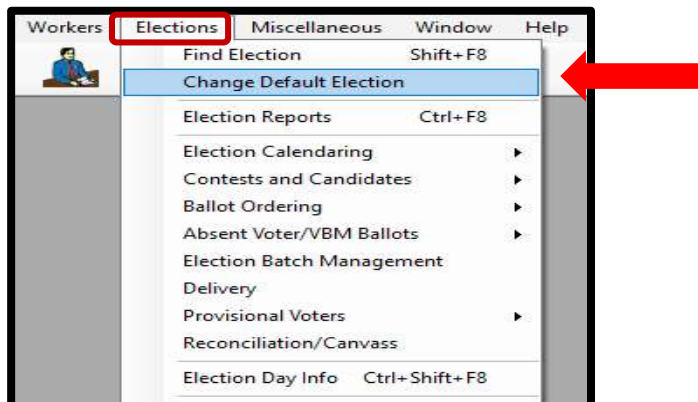 Workers Elections Miscellaneous Window Help
Find Election Shift+F8
Change Default Election
Election Reports Ctrl+F8
Election Calendaring
Contests and Candidates
Ballot Ordering
Absent Voter/VBM Ballots
Election Batch Management
Delivery
Provisional Voters
Reconciliation/Canvass
Election Day Info Ctrl+Shift+F8